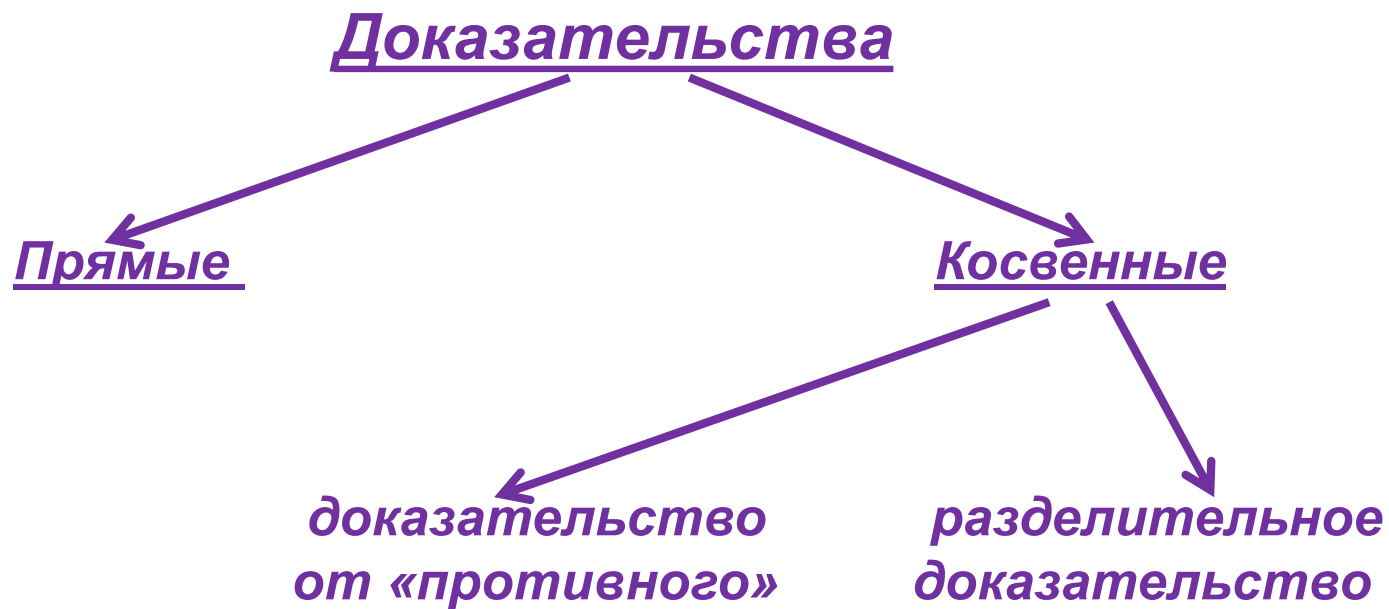 Доказательства
Прямые
Косвенные
доказательство
от «противного»
разделительное
доказательство